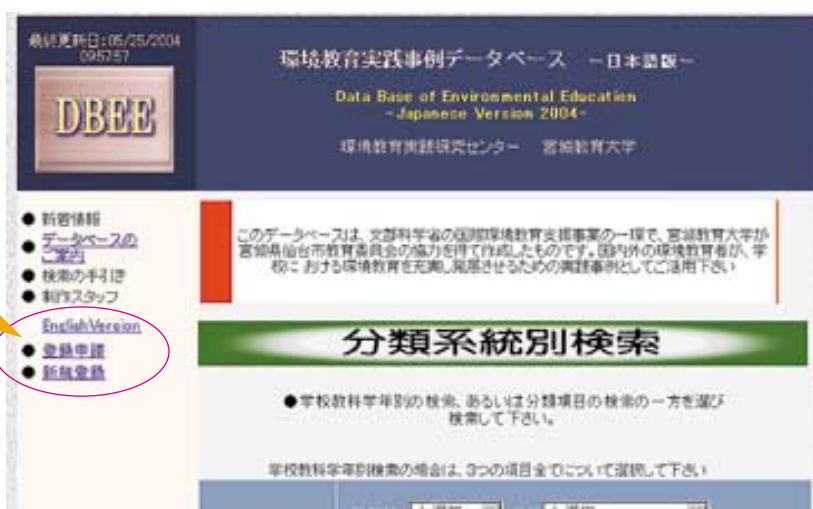 最終更新日:05/25/2004
095757
DBEE
環境教育実践事例データベース －日本語版－
Data Base of Environmental Education
-Japanese Version 2004-
環境教育実践研究センター 宮城教育大学
● 新着情報
● データベースの
ご案内
● 検索の手引き
● 制作スタッフ
English Version
● 登録申請
● 新規登録
このデータベースは、文部科学省の国際環境教育支援事業の一環で、宮城教育大学が
宮城県仙台市教育委員会の協力を得て作成したものです。国内外の環境教育者が、学
校に おける環境教育を充実し発展させるための実践事例としてご活用下さい
分類系統別検索
●学校教科学年別の検索、あるいは分類項目の検索の一方を選び
検索して下さい。
学校教科学年別検索の場合は、3つの項目全てについて選択して下さい